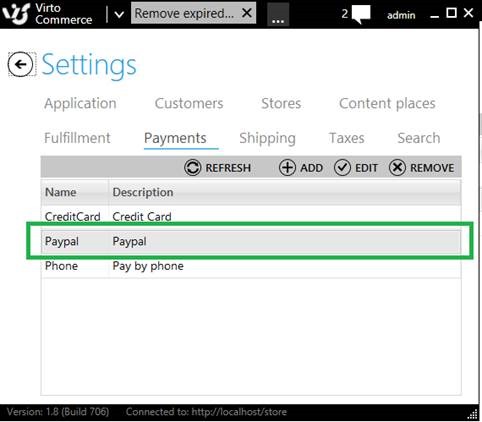 Virto Commerce
Remove expired...
...
2
admin
Settings
Application Customers Stores Content places
Fulfillment Payments Shipping Taxes Search
REFRESH ADD EDIT REMOVE
Name Description
CreditCard Credit Card
Paypal Paypal
Phone Pay by phone
Version: 1.8 (Build 706) Connected to: http://localhost/store